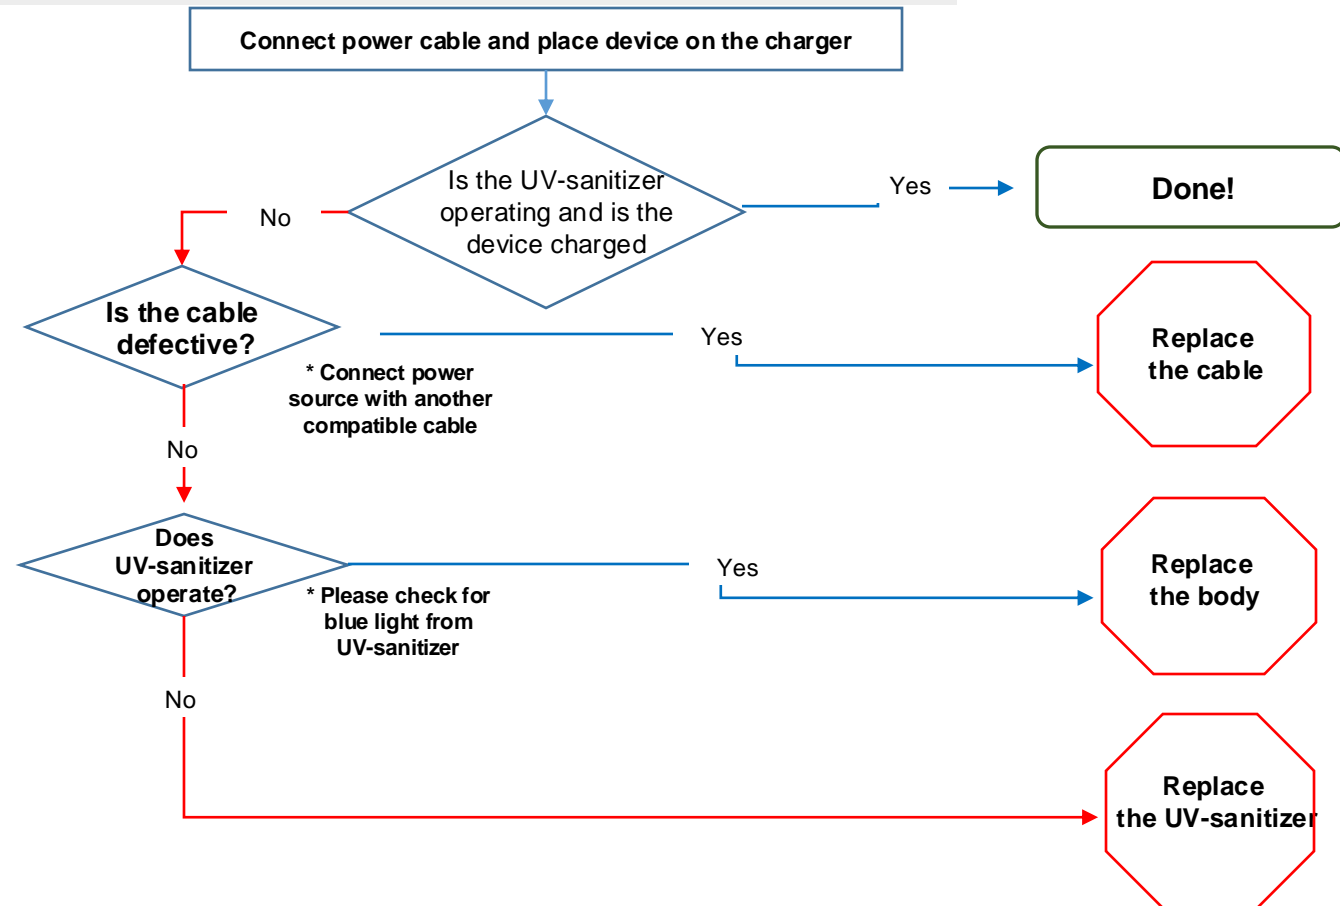 Connect power cable and place device on the charger
Is the UV-sanitizer
operating and is the
device charged
Yes
Done!
No
Is the cable
defective?
Yes
Replace
the cable
* Connect power
source with another
compatible cable
No
Does
UV-sanitizer
operate?
Yes
Replace
the body
* Please check for
blue light from
UV-sanitizer
No
Replace
the UV-sanitizer